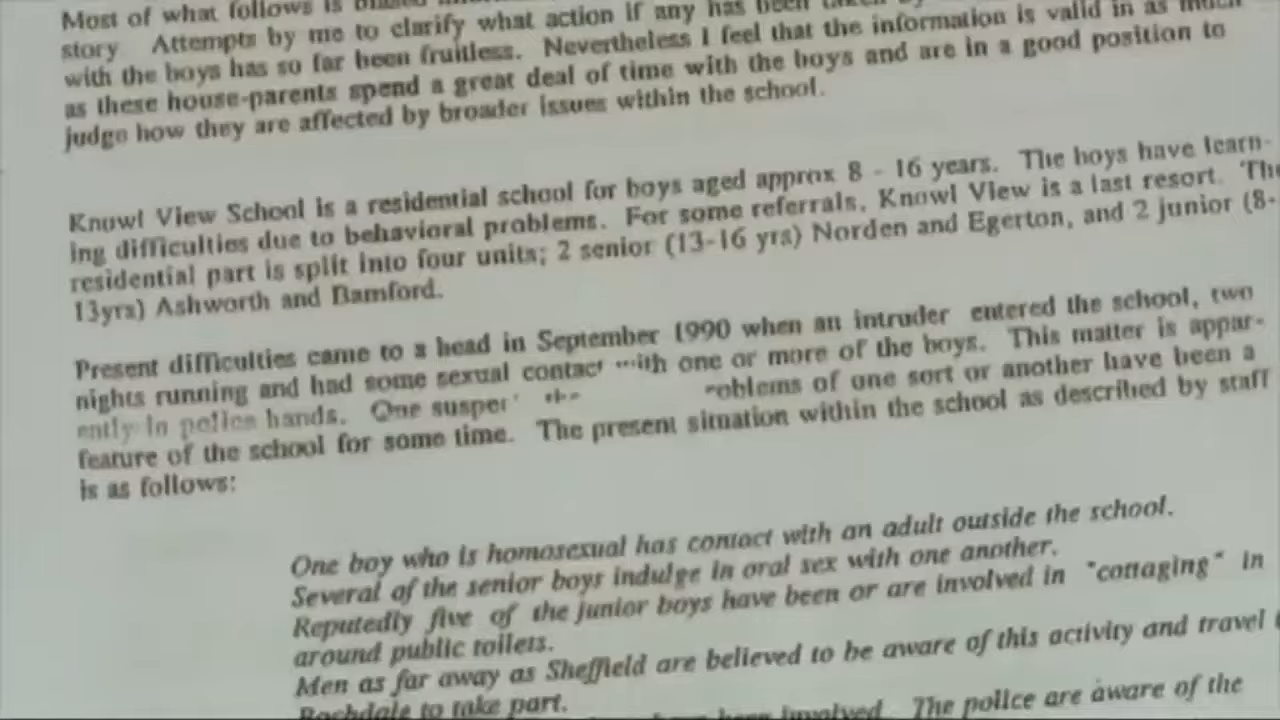 Most of what follows is
story. Attempts by me to clarify what action if any has been taken
with the boys has so far been fruitless. Nevertheless I feel that the information is valid in as much
as these house-parents spend a great deal of time with the boys and are in a good position to
judge how they are affected by broader issues within the school.
Knowl View School is a residential school for boys aged approx 8 - 16 years. The boys have learn-
ing difficulties due to behavioral problems. For some referrals, Knowl View is a last resort. The
residential part is split into four units; 2 senior (13-16 yrs) Norden and Egerton, and 2 junior (8-
13yrs) Ashworth and Bamford.
Present difficulties came to a head in September 1990 when an intruder entered the school, two
nights running and had some sexual contact with one or more of the boys. This matter is appar-
ently in police hands. One of one sort or another have been a
feature of the school for some time. The present situation within the school as described by staff
is as follows:
One boy who is homosexual has contact with an adult outside the school.
Several of the senior boys indulge in oral sex with one another.
Reputedly five of the junior boys have been or are involved in "cottaging" in
around public toilets.
Men as far away as Sheffield are believed to be aware of this activity and travel
Rochdale to take part.
been involved. The police are aware of the